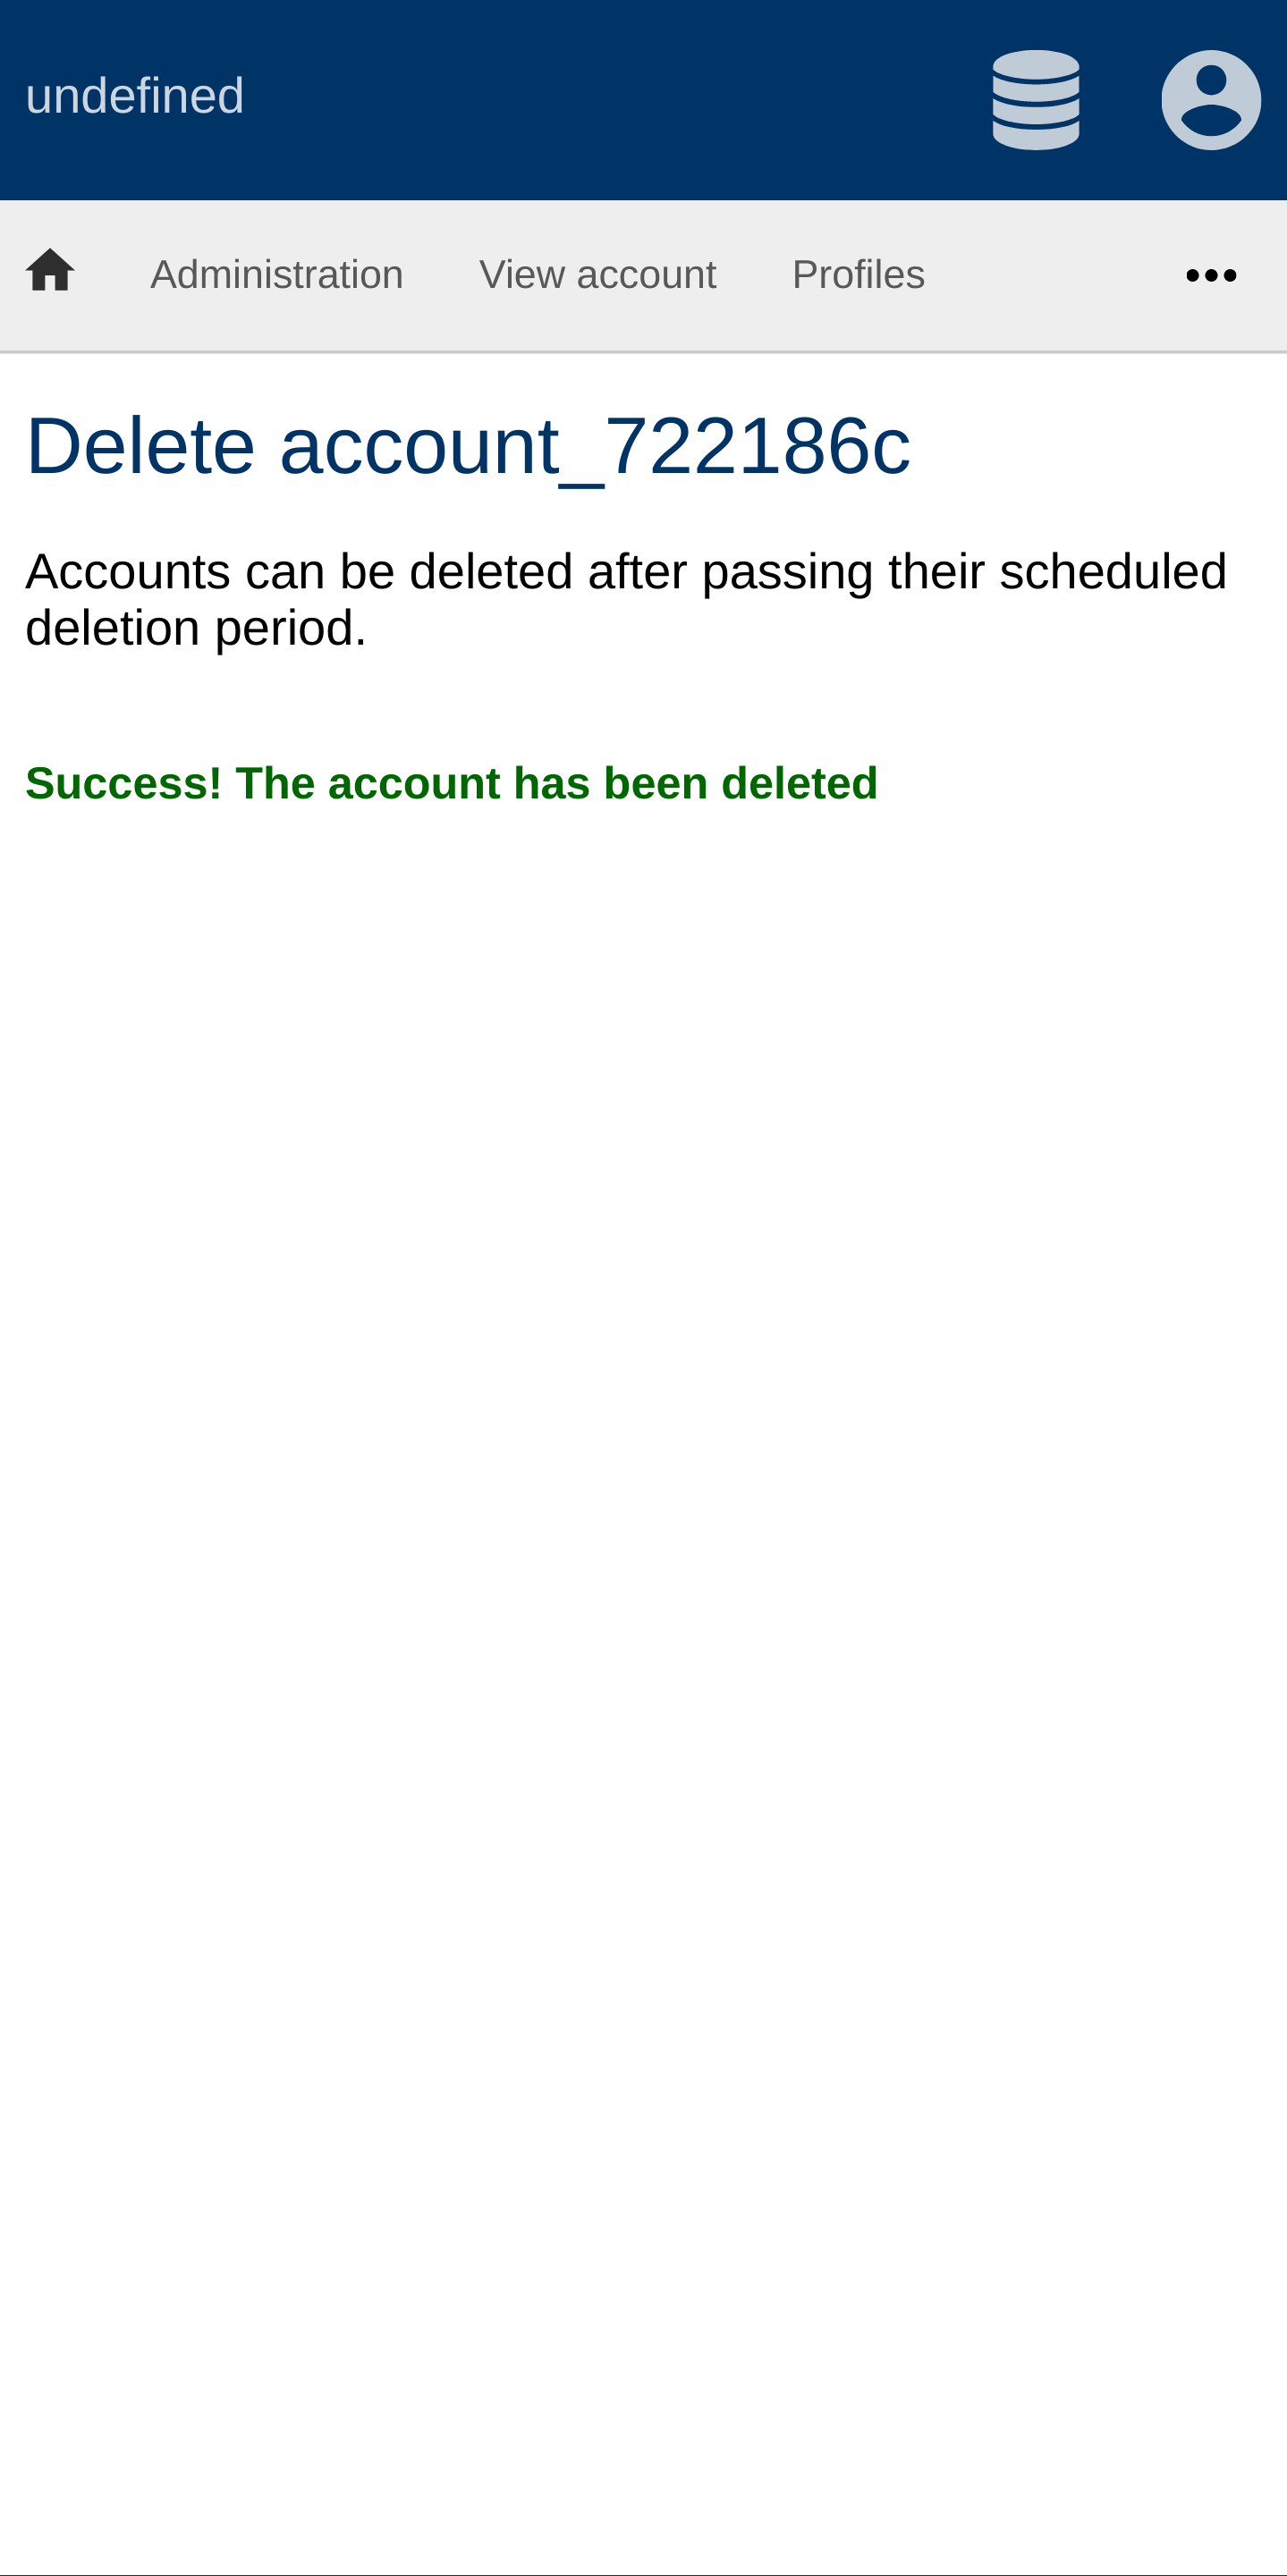 undefined
Administration View account Profiles
Delete account_722186c
Accounts can be deleted after passing their scheduled
deletion period.
Success! The account has been deleted